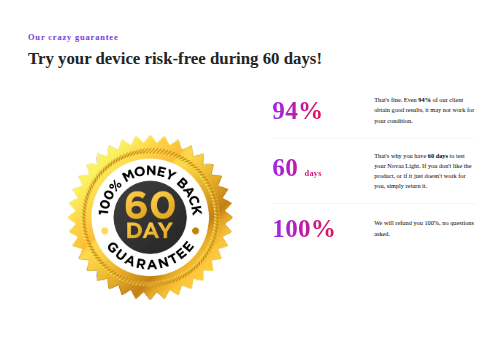 Our crazy guarantee
Try your device risk-free during 60 days!
100% MONEY BACK
60
DAY
GUARANTEE
94%
That's fine. Even 94% of our client
obtain good results, it may not work for
your condition.
60 days
That's why you have 60 days to test
your Novaa Light. If you don't like the
product, or if it just doesn't work for
you, simply return it.
100%
We will refund you 100%, no questions
asked.